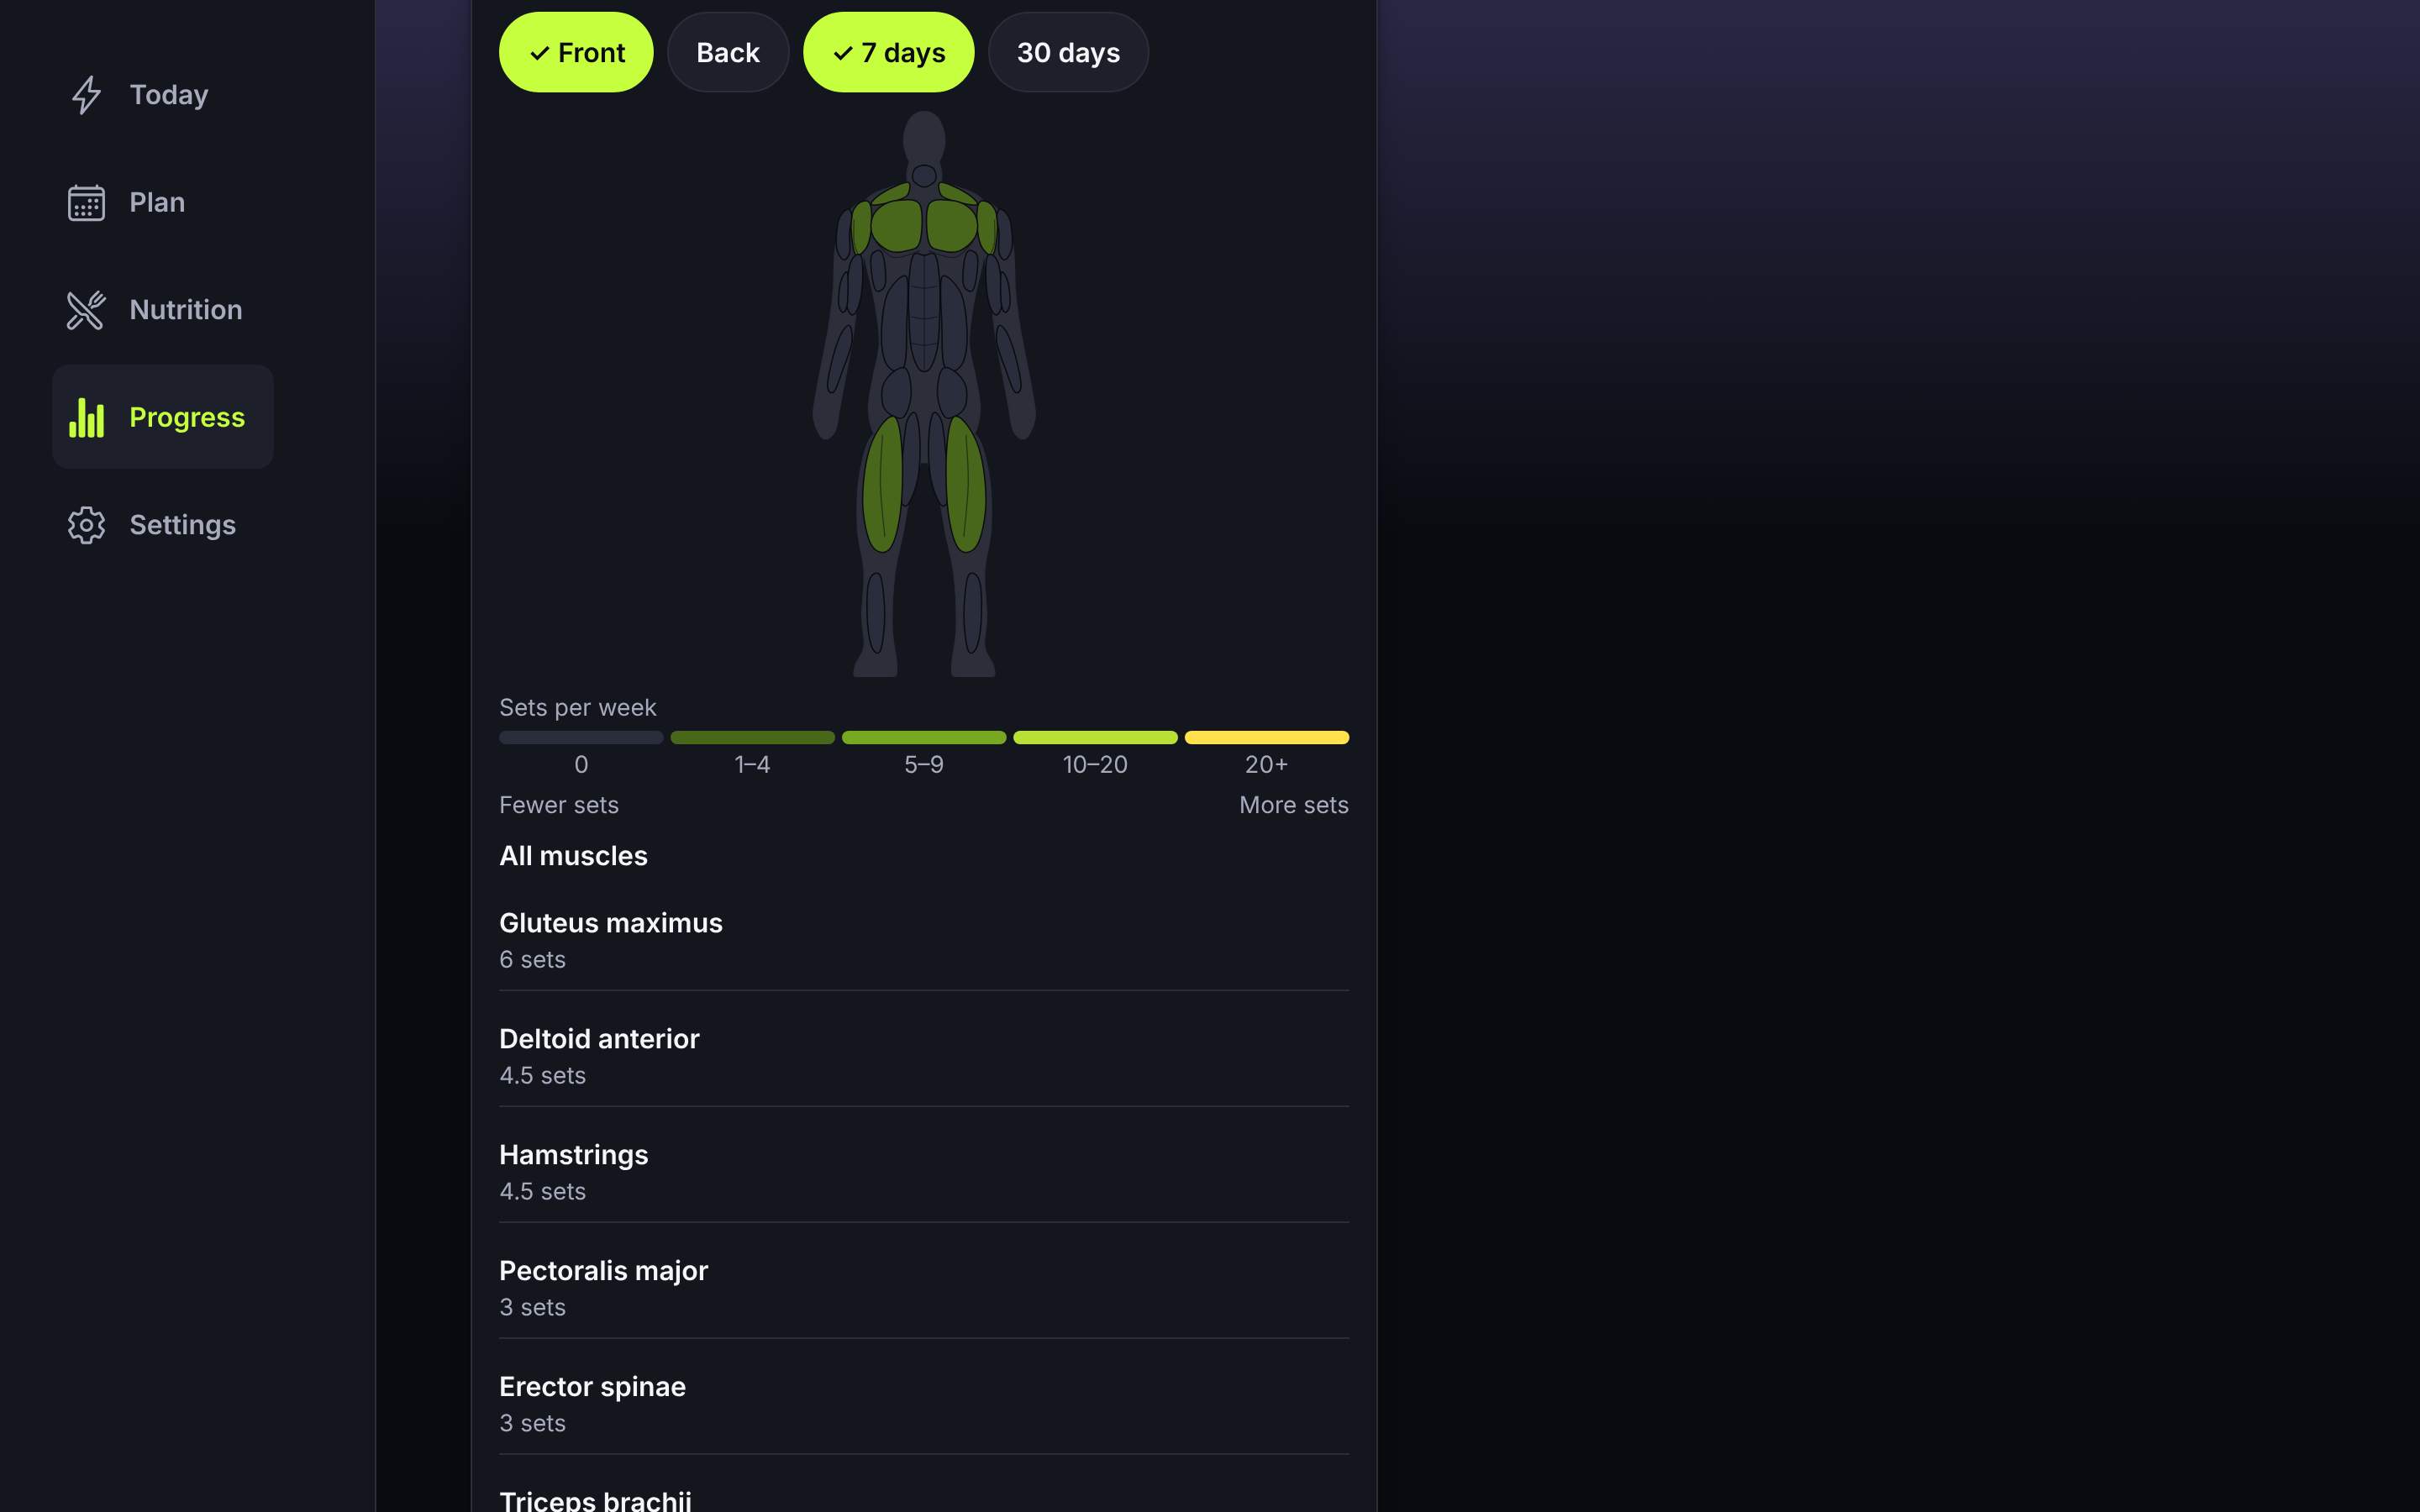 Today
Plan
Nutrition
Progress
Settings
Front
Back
7 days
30 days
Sets per week
0
1–4
5–9
10–20
20+
Fewer sets
More sets
All muscles
Gluteus maximus
6 sets
Deltoid anterior
4.5 sets
Hamstrings
4.5 sets
Pectoralis major
3 sets
Erector spinae
3 sets
Triceps brachii